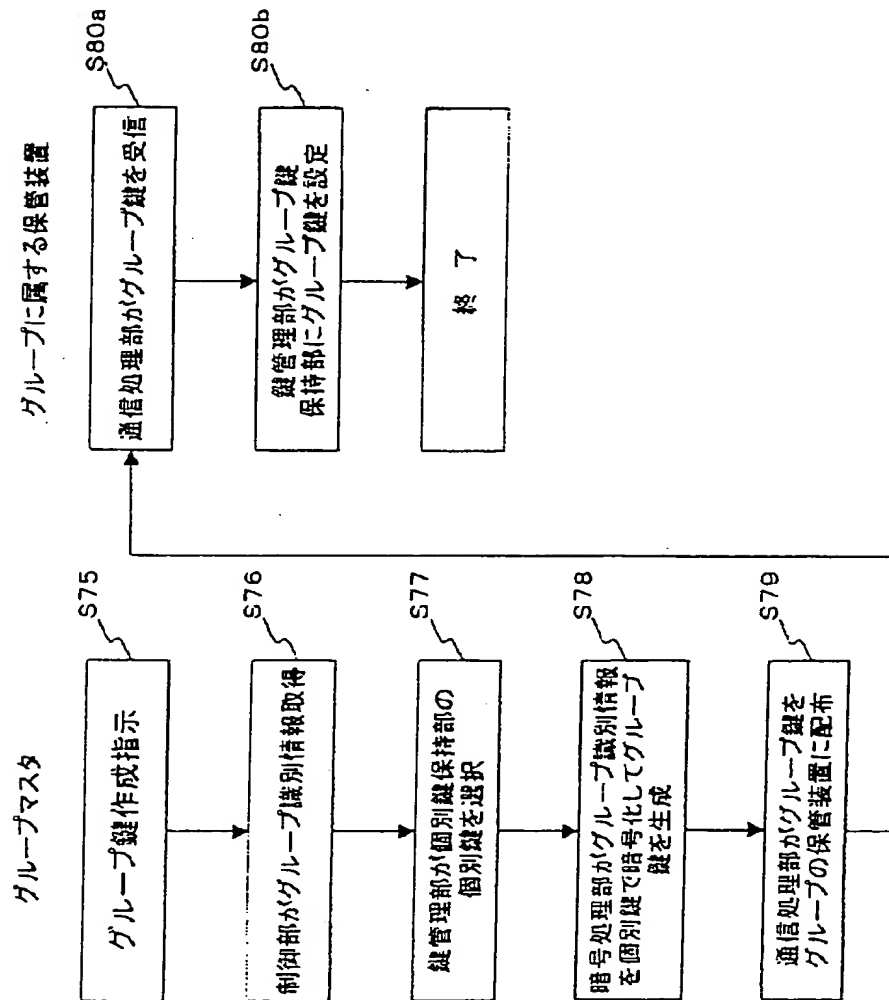 グループマスタ
グループ鍵作成指示
S75
制御部がグループ識別情報取得
S76
鍵管理部が個別鍵保持部の
個別鍵を選択
S77
暗号処理部がグループ識別情報
を個別鍵で暗号化してグループ
鍵を生成
S78
通信処理部がグループ鍵を
グループの保管装置に配布
S79
グループに属する保管装置
通信処理部がグループ鍵を受信
S80a
鍵管理部がグループ鍵
保持部にグループ鍵を設定
S80b
終了